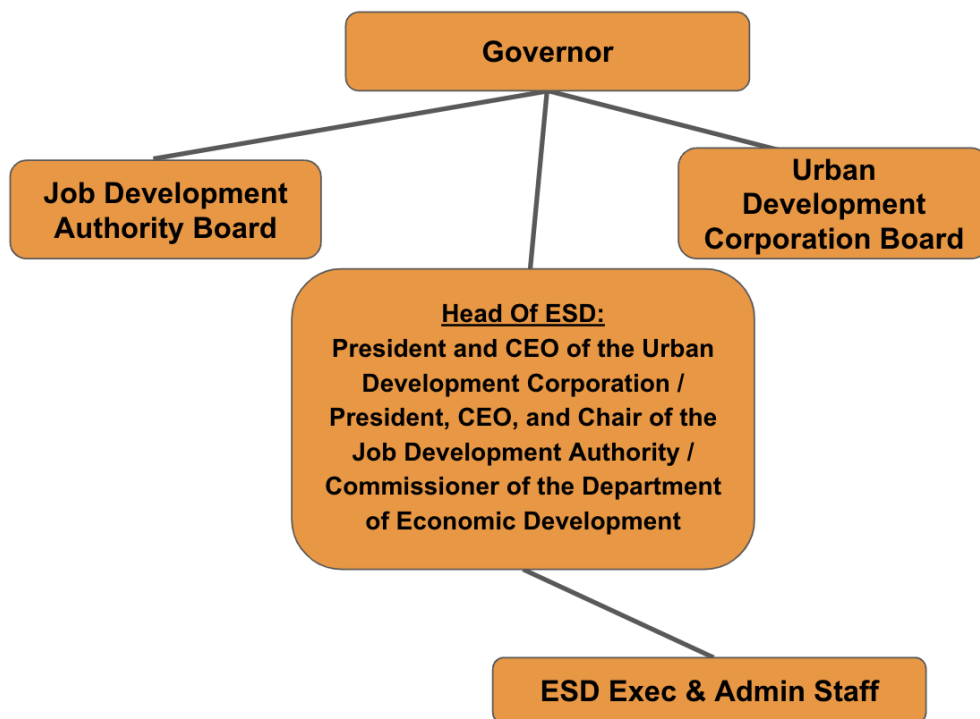 Governor
Job Development
Authority Board
Urban
Development
Corporation Board
Head Of ESD:
President and CEO of the Urban
Development Corporation /
President, CEO, and Chair of the
Job Development Authority /
Commissioner of the Department
of Economic Development
ESD Exec & Admin Staff